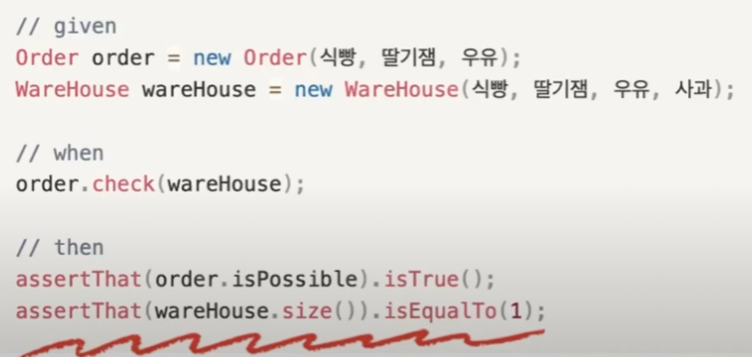 // given
Order order = new Order(식빵, 딸기잼, 우유);
WareHouse wareHouse = new WareHouse(식빵, 딸기잼, 우유, 사과);
// when
order.check(wareHouse);
// then
assertThat(order.isPossible).isTrue();
assertThat(wareHouse.size()).isEqualTo(1);